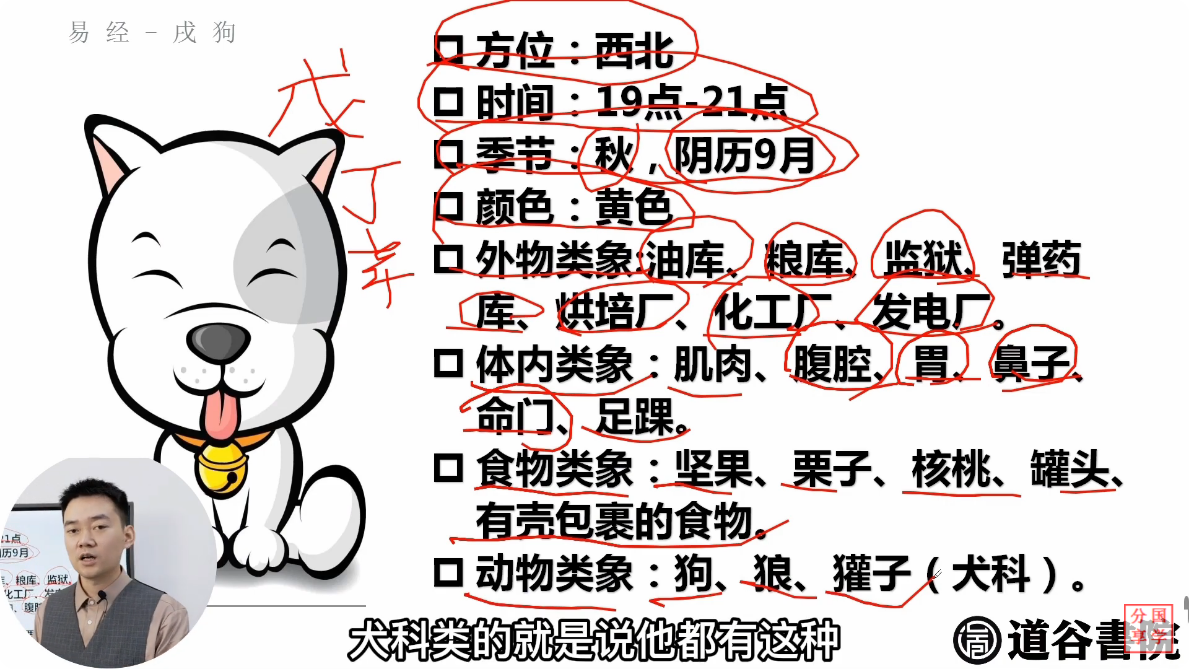 易经-戌狗
方位：西北
时间：19点-21点
季节：秋，阴历9月
颜色：黄色
外物类象:油库、粮库、监狱、弹药
库、烘培厂、化工厂、发电厂。
体内类象：肌肉、腹腔、胃、鼻子、
命门、足踝。
食物类象：坚果、栗子、核桃、罐头、
有壳包裹的食物。
动物类象：狗、狼、獾子（犬科）。
戊
丁
辛
犬科类的就是说他都有这种
道谷書院
分国
享学